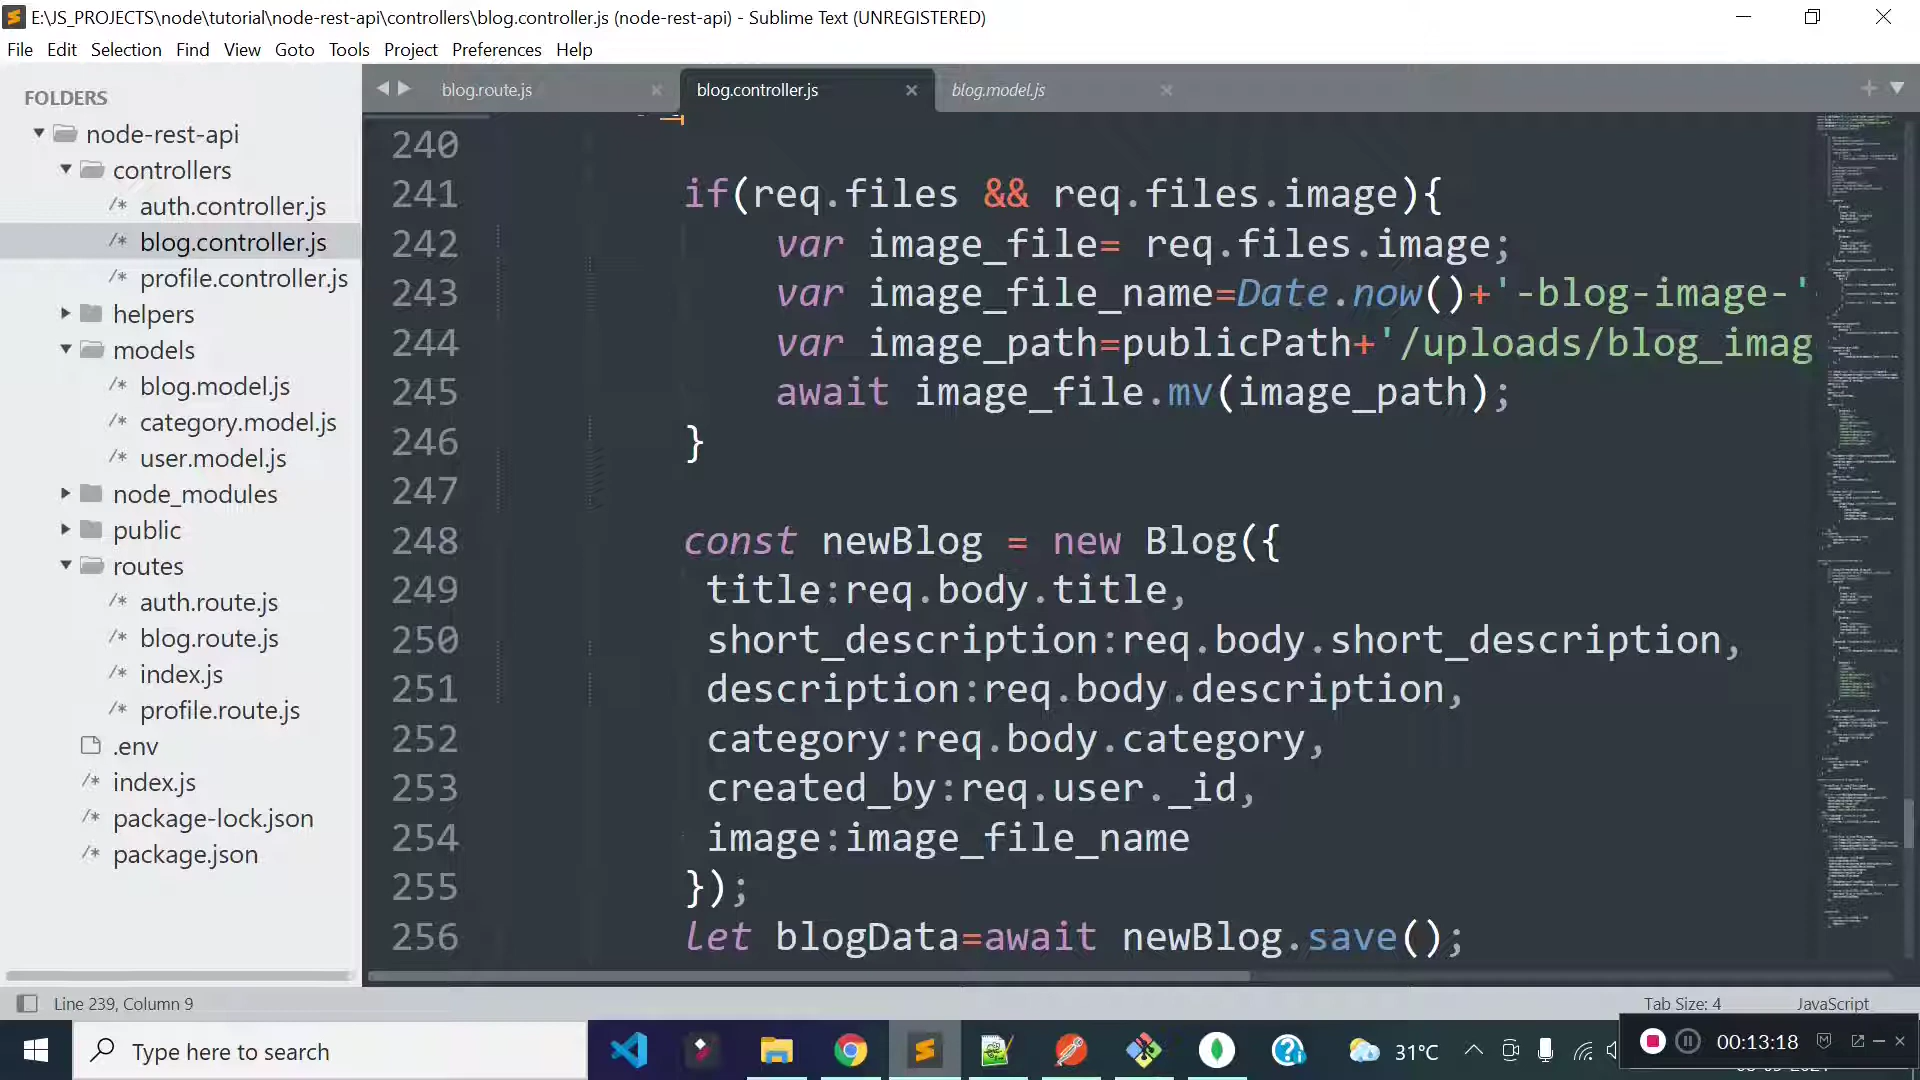 E:\JS_PROJECTS\node\tutorial\node-rest-api\controllers\blog.controller.js (node-rest-api) - Sublime Text (UNREGISTERED)
File Edit Selection Find View Goto Tools Project Preferences Help
FOLDERS
node-rest-api
controllers
/* auth.controller.js
/* blog.controller.js
/* profile.controller.js
helpers
models
/* blog.model.js
/* category.model.js
/* user.model.js
node_modules
public
routes
/* auth.route.js
/* blog.route.js
/* index.js
/* profile.route.js
.env
/* index.js
/* package-lock.json
/* package.json
blog.route.js blog.controller.js blog.model.js
240
241 if(req.files && req.files.image){
242 var image_file= req.files.image;
243 var image_file_name=Date.now()+'-blog-image-'
244 var image_path=publicPath+'/uploads/blog_imag
245 await image_file.mv(image_path);
246 }
247
248 const newBlog = new Blog({
249 title:req.body.title,
250 short_description:req.body.short_description,
251 description:req.body.description,
252 category:req.body.category,
253 created_by:req.user._id,
254 image:image_file_name
255 });
256 let blogData=await newBlog.save();
Line 239, Column 9 Tab Size: 4 JavaScript
Type here to search
31°C
00:13:18